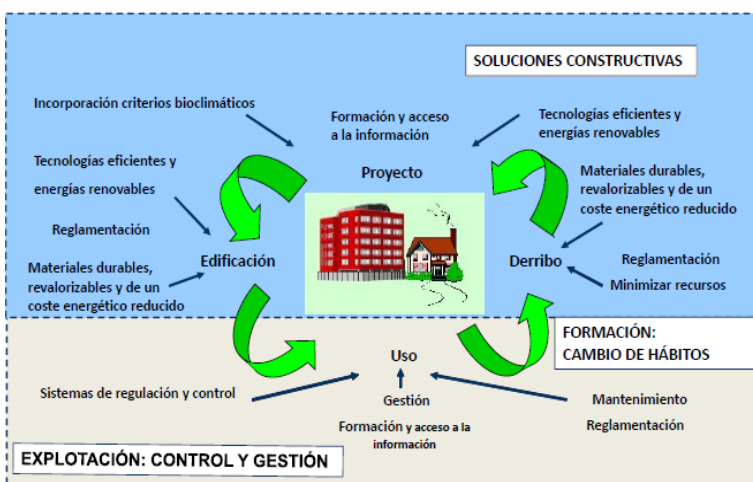 SOLUCIONES CONSTRUCTIVAS
Incorporación criterios bioclimáticos
Formación y acceso
a la información
Tecnologías eficientes y
energías renovables
Proyecto
Tecnologías eficientes y
energías renovables
Materiales durables,
revalorizables y de un
coste energético reducido
Reglamentación
Edificación
Derribo
Reglamentación
Minimizar recursos
Materiales durables,
revalorizables y de un
coste energético reducido
FORMACIÓN:
CAMBIO DE HÁBITOS
Uso
Sistemas de regulación y control
Gestión
Mantenimiento
Formación y acceso a la
información
Reglamentación
EXPLOTACIÓN: CONTROL Y GESTIÓN